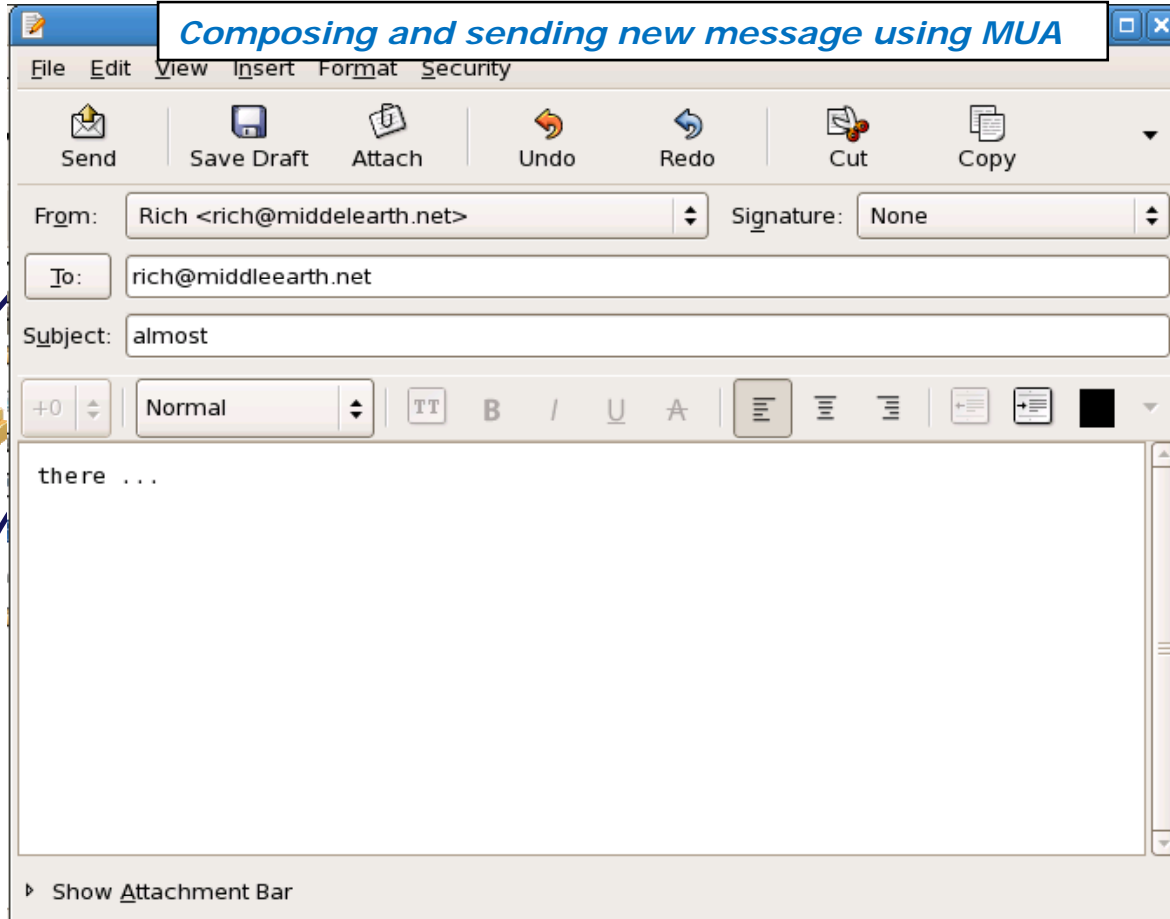 Composing and sending new message using MUA
File Edit View Insert Format Security
Send Save Draft Attach Undo Redo Cut Copy
From: Rich <rich@middelearth.net> Signature: None
To: rich@middleearth.net
Subject: almost
+0 Normal TT B I U A
there ...
Show Attachment Bar